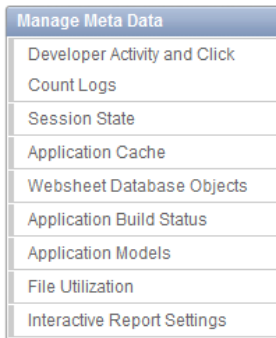 Manage Meta Data
Developer Activity and Click
Count Logs
Session State
Application Cache
Websheet Database Objects
Application Build Status
Application Models
File Utilization
Interactive Report Settings